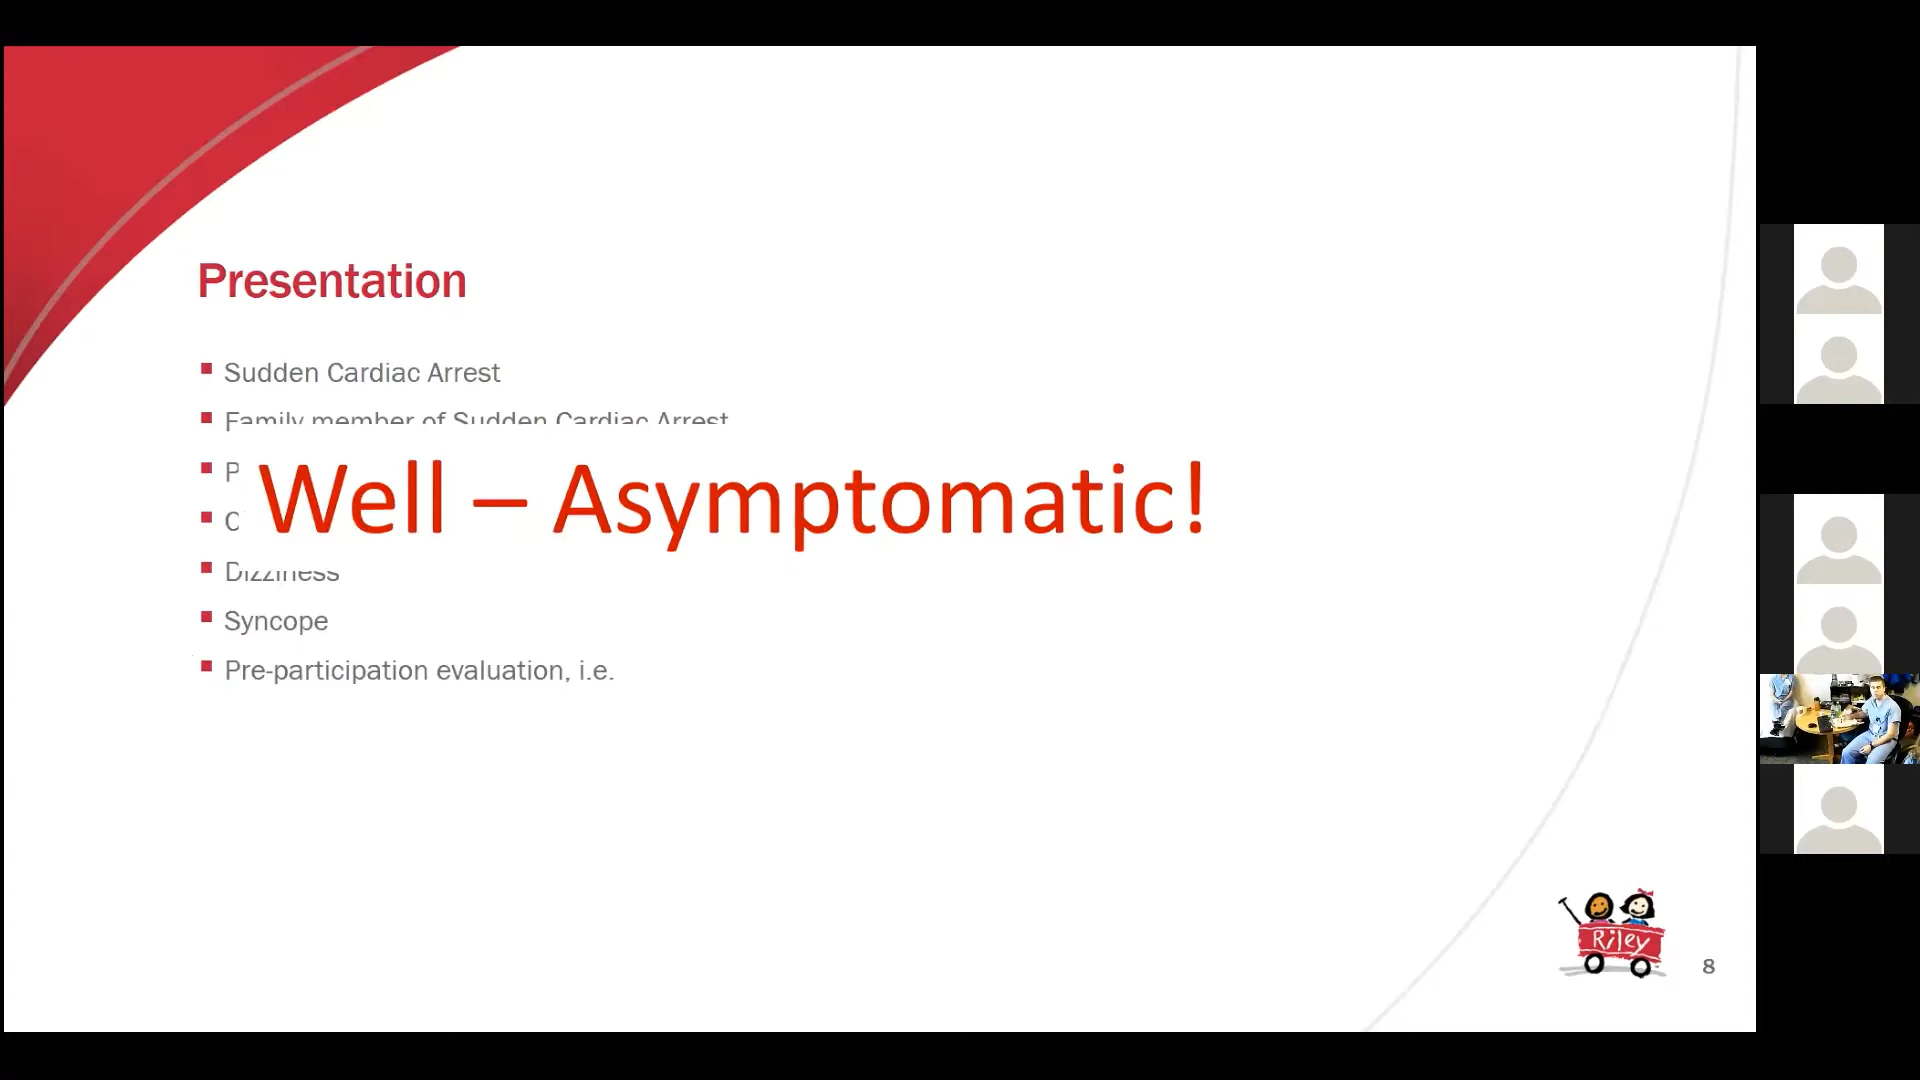 Presentation
Sudden Cardiac Arrest
Family member of Sudden Cardiac Arrest
Well – Asymptomatic!
Dizziness
Syncope
Pre-participation evaluation, i.e.
Riley
8